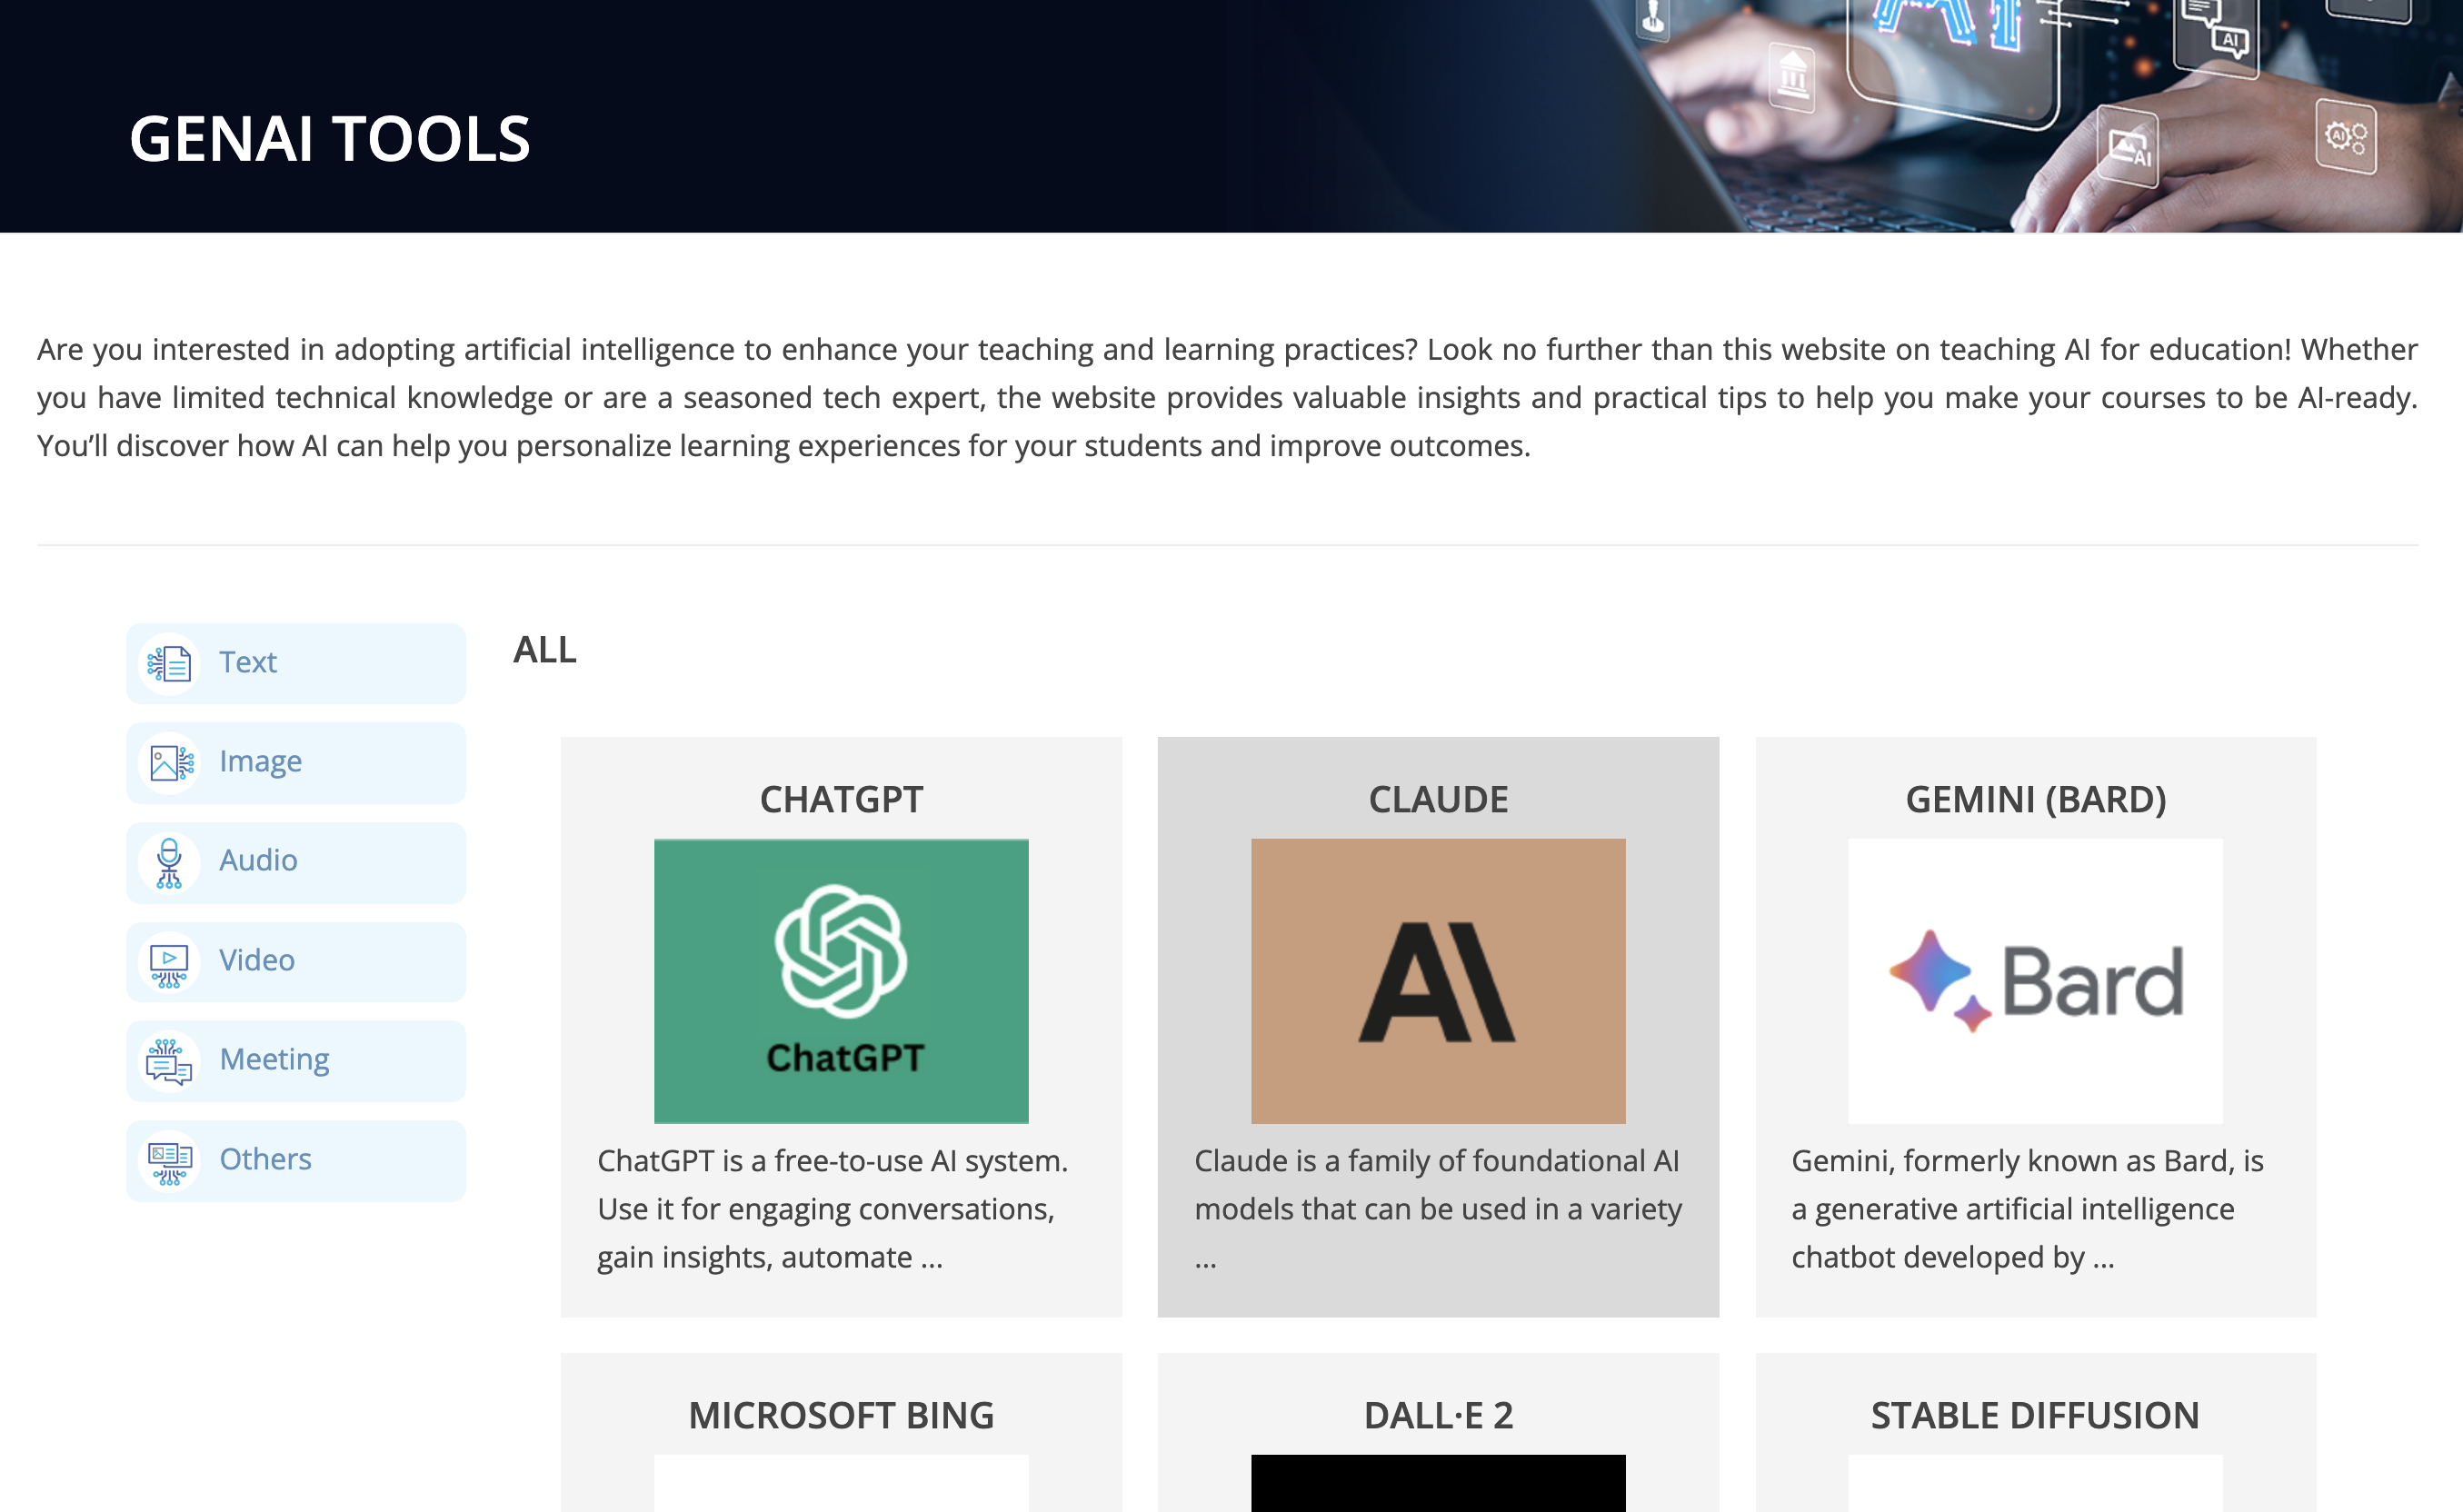 AI
AI
AI
AI
GENAI TOOLS
Are you interested in adopting artificial intelligence to enhance your teaching and learning practices? Look no further than this website on teaching AI for education! Whether
you have limited technical knowledge or are a seasoned tech expert, the website provides valuable insights and practical tips to help you make your courses to be AI-ready.
You’ll discover how AI can help you personalize learning experiences for your students and improve outcomes.
Text
Image
Audio
Video
Meeting
Others
ALL
CHATGPT
ChatGPT
ChatGPT is a free-to-use AI system.
Use it for engaging conversations,
gain insights, automate ...
CLAUDE
A\
Claude is a family of foundational AI
models that can be used in a variety
...
GEMINI (BARD)
Bard
Gemini, formerly known as Bard, is
a generative artificial intelligence
chatbot developed by ...
MICROSOFT BING
DALL·E 2
STABLE DIFFUSION